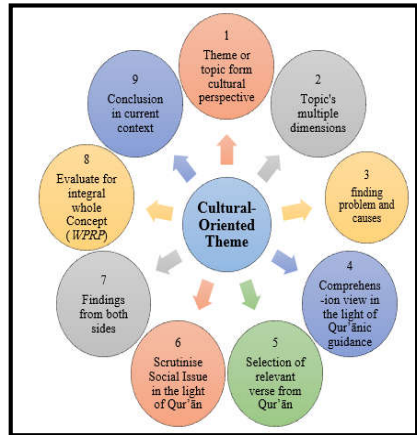 1
Theme or
topic form
cultural
perspective
2
Topic's
multiple
dimensions
3
finding problem
and causes
4
Comprehens
-ion view in
the light of
Qur'ānic
guidance
5
Selection of
relevant
verse from
Qur'ān
6
Scrutinise
Social Issue
in the light
of Qur'ān
7
Findings
from both
sides
8
Evaluate for
integral whole
Concept
(WPRP)
9
Conclusion
in current
context
Cultural-
Oriented
Theme